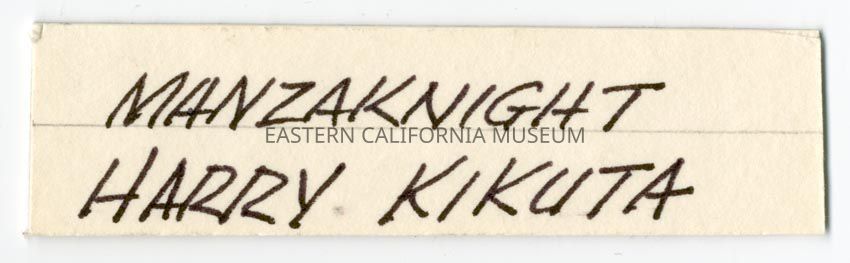 MANZAKNIGHT
EASTERN CALIFORNIA MUSEUM
HARRY KIKUTA